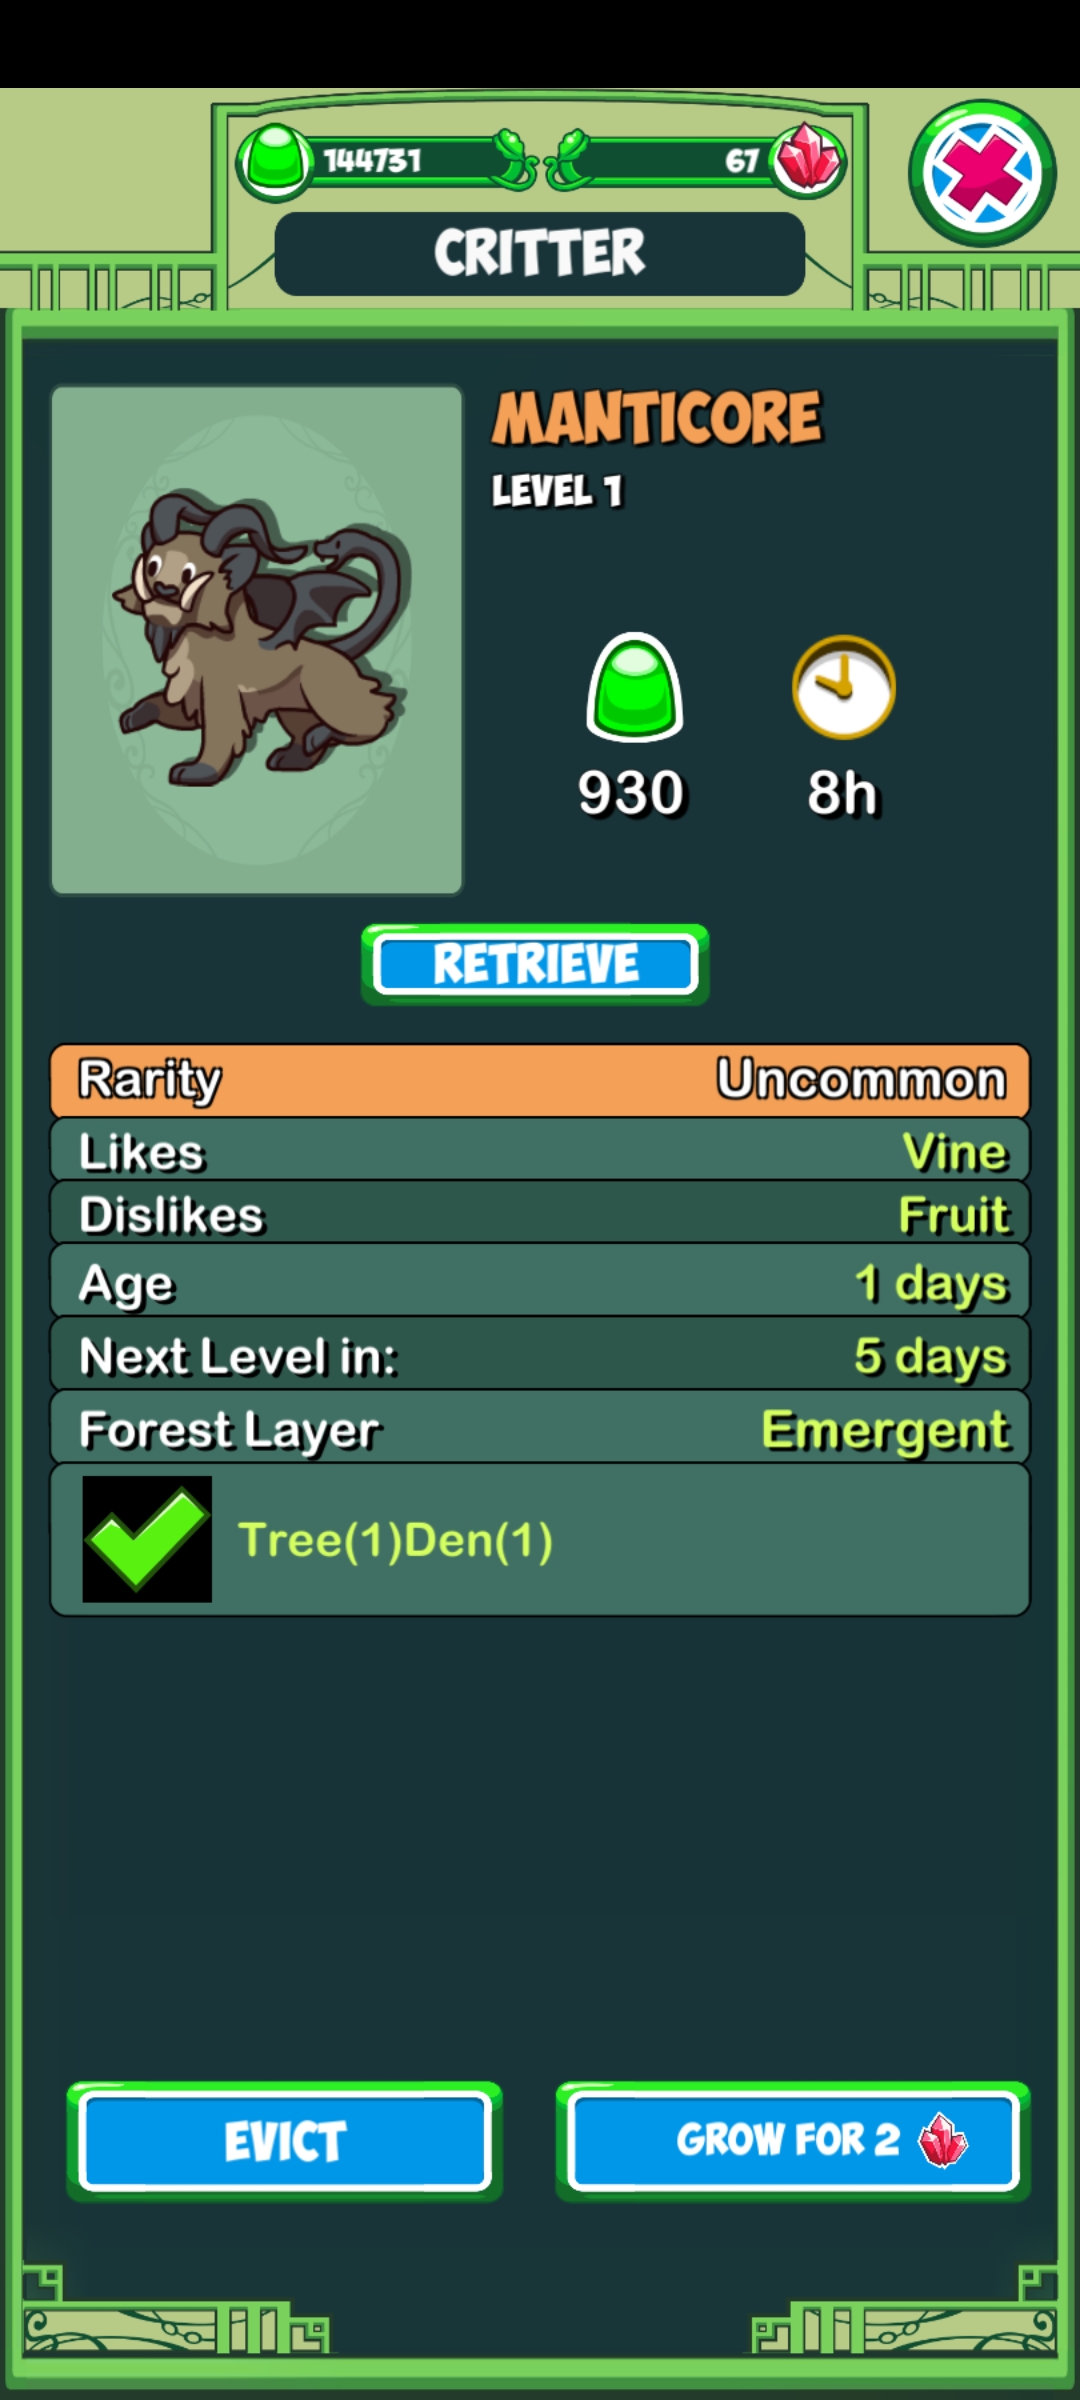 144731
67
CRITTER
MANTICORE
LEVEL 1
930
8h
RETRIEVE
Rarity Uncommon
Likes Vine
Dislikes Fruit
Age 1 days
Next Level in: 5 days
Forest Layer Emergent
Tree(1)Den(1)
EVICT
GROW FOR 2